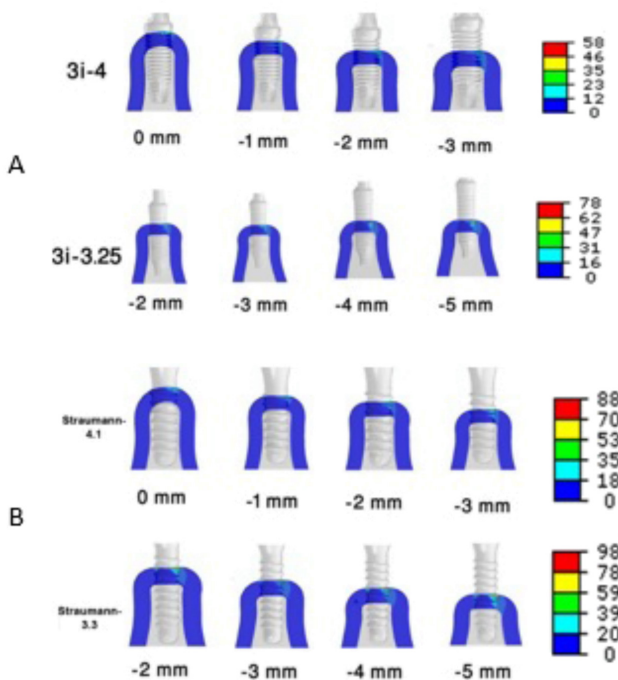 3i-4
0 mm
-1 mm
-2 mm
-3 mm
58
46
35
23
12
0
A
3i-3.25
-2 mm
-3 mm
-4 mm
-5 mm
78
62
47
31
16
0
Straumann-
4.1
0 mm
-1 mm
-2 mm
-3 mm
88
70
53
35
18
0
B
Straumann-
3.3
-2 mm
-3 mm
-4 mm
-5 mm
98
78
59
39
20
0